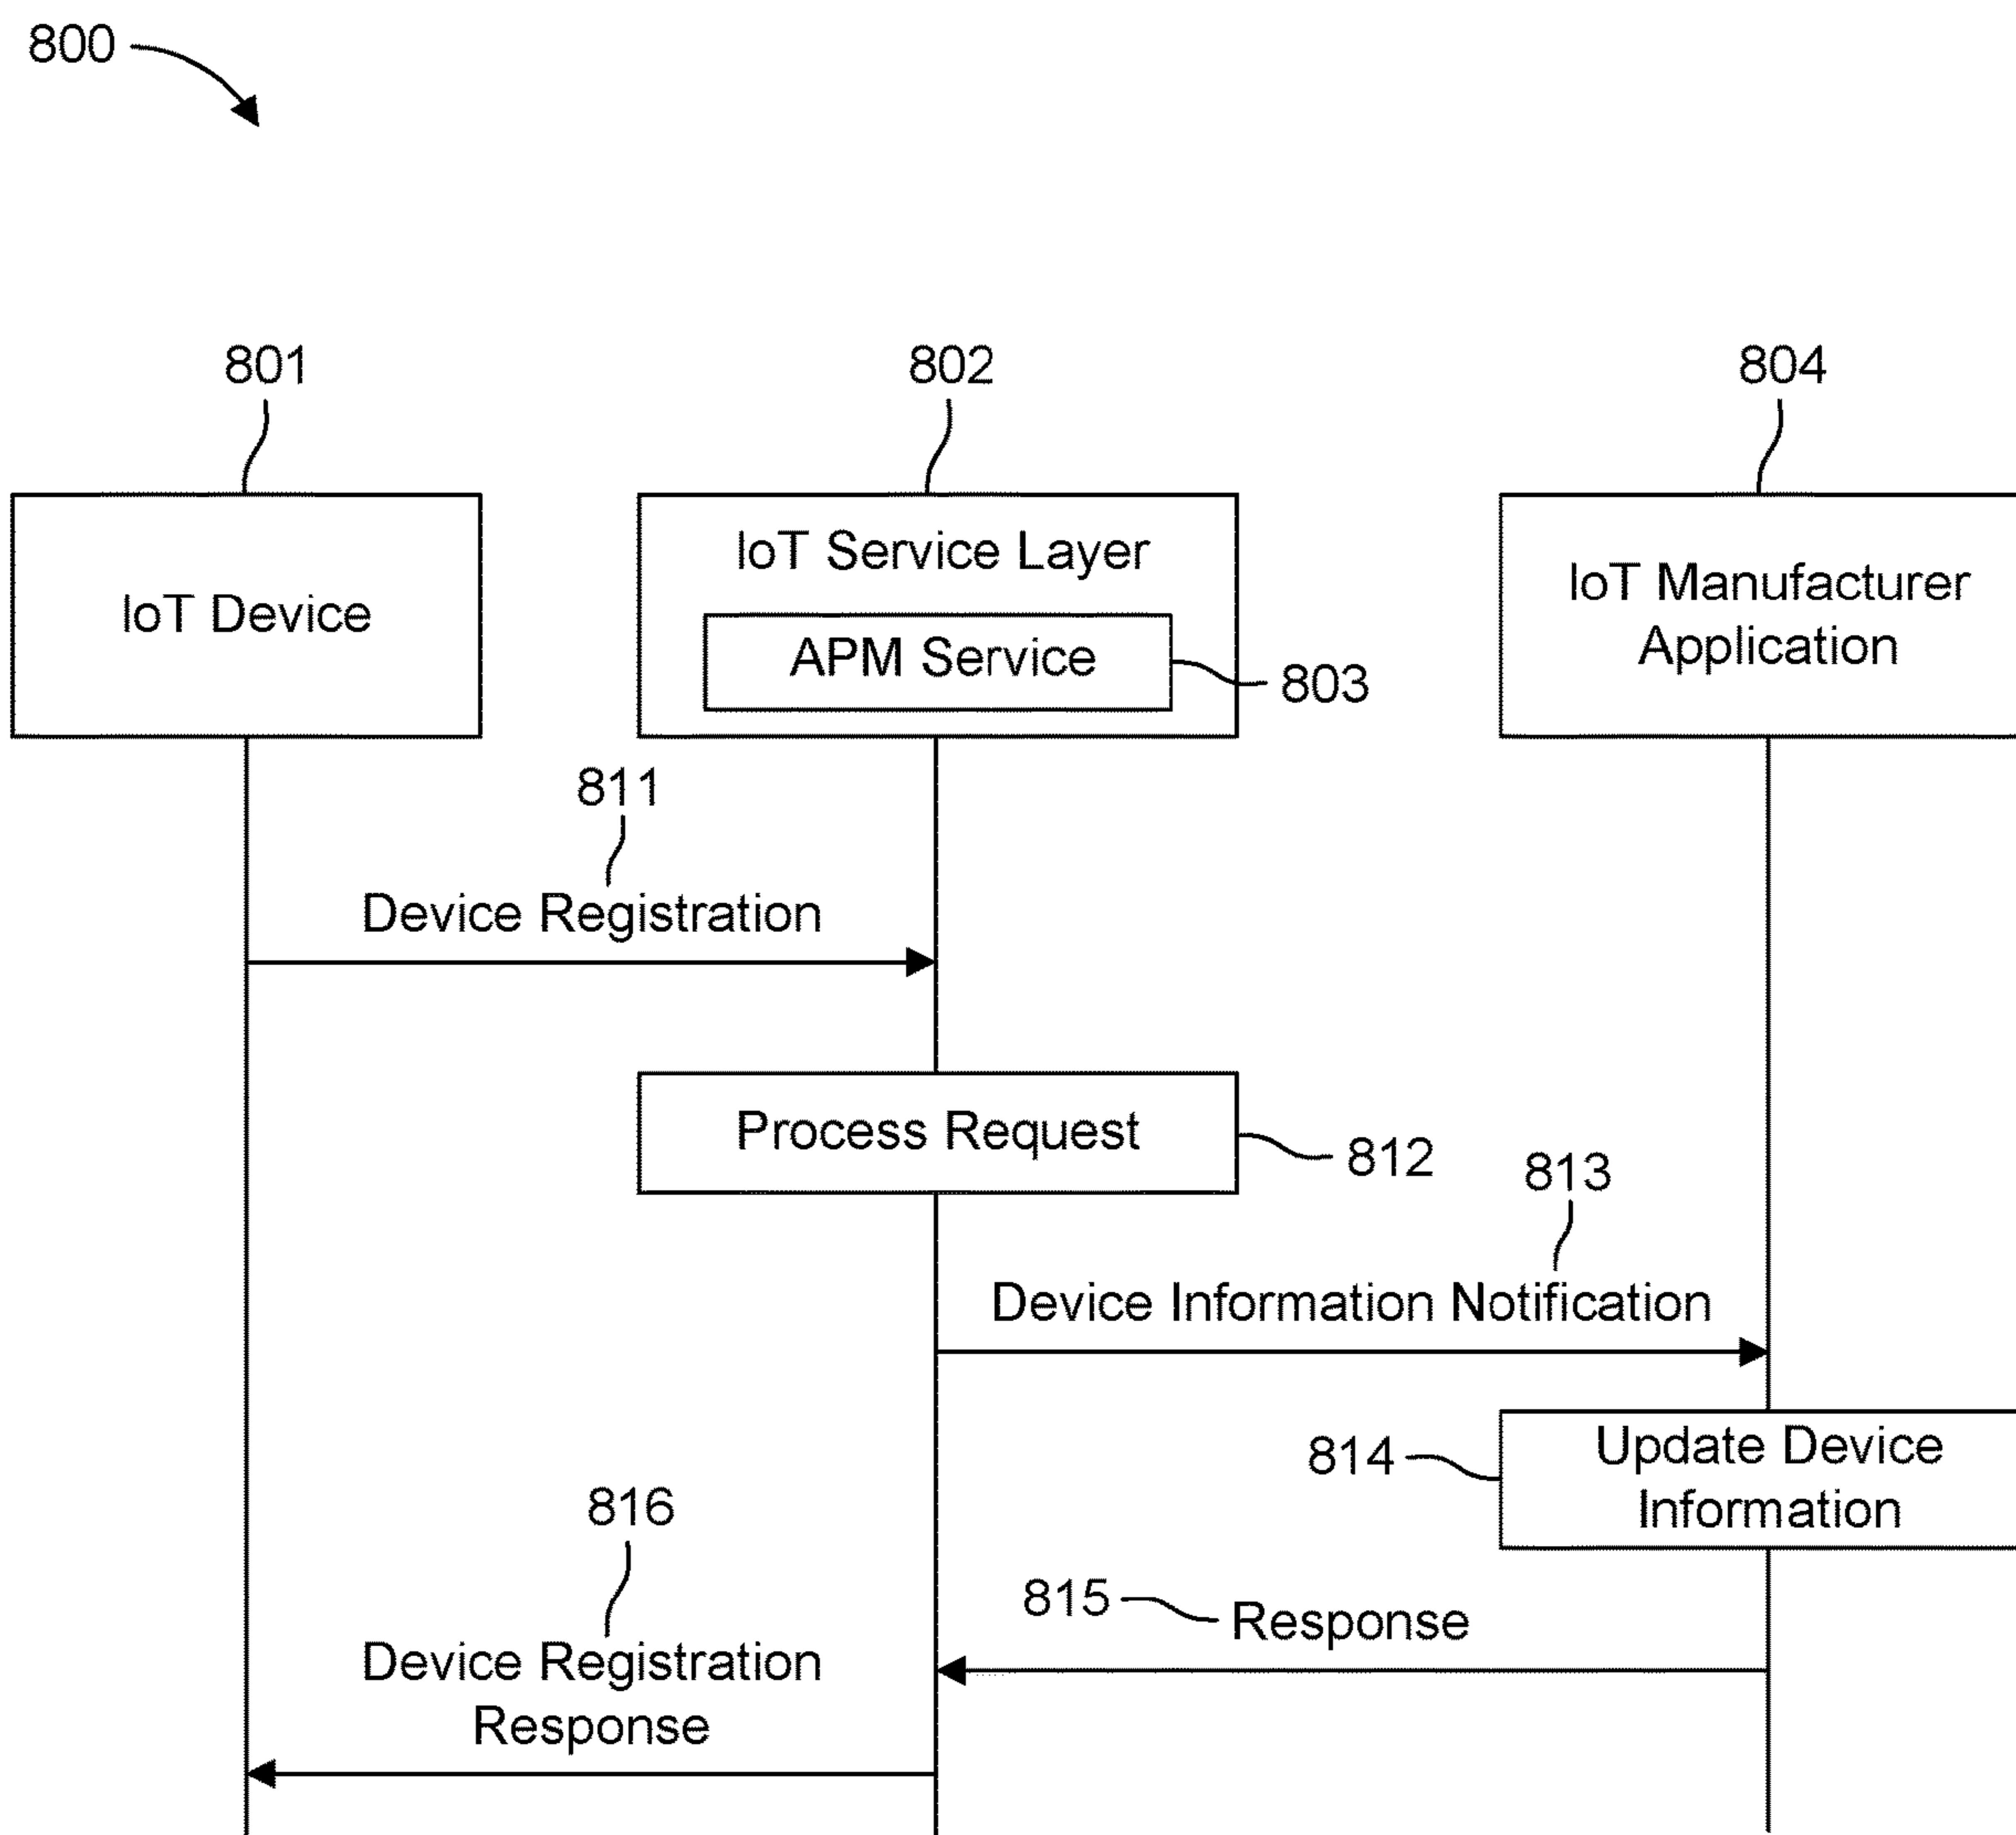 800
801
802
804
IoT Device
IoT Service Layer
APM Service
803
IoT Manufacturer
Application
811
Device Registration
Process Request
812
813
Device Information Notification
814
Update Device
Information
816
815
Response
Device Registration
Response